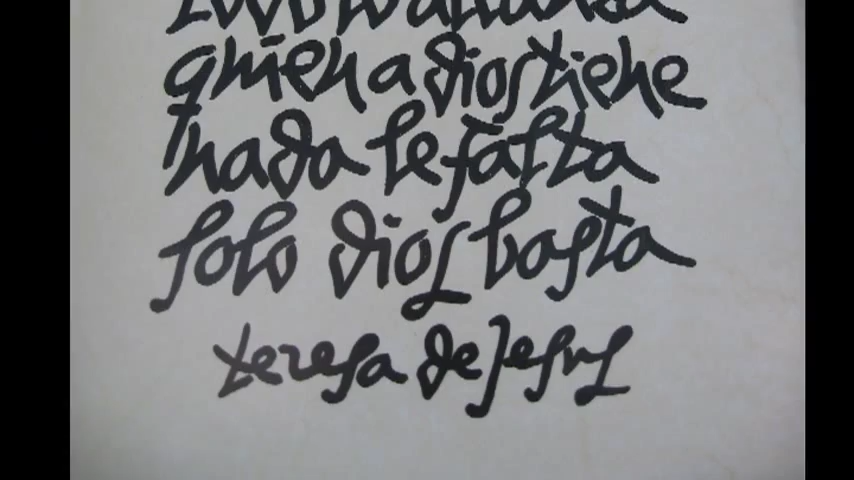 quien a dios tiene
nada le falta
solo dios basta
teresa de Jesus